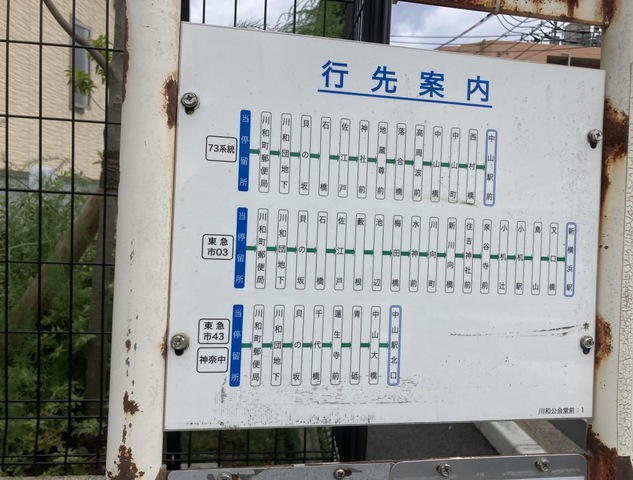 行先案内
73系統
当停留所
川和町郵便局
川和団地下
貝の坂
石橋
佐江戸
神社前
地蔵尊前
落合橋
高周波前
中山橋
中山町
西村橋
中山駅前
東急
市03
当停留所
川和町郵便局
川和団地下
貝の坂
石橋
佐江戸
藪根
池辺
梅田橋
水神前
川向町
新川向橋
住吉神社前
泉谷寺前
小机辻
小机駅
鳥山
又口橋
新横浜駅
東急
市43
神奈中
当停留所
川和町郵便局
川和団地下
貝の坂
千代橋
蓮生寺前
青砥
中山大橋
中山駅北口
川和公会堂前:1